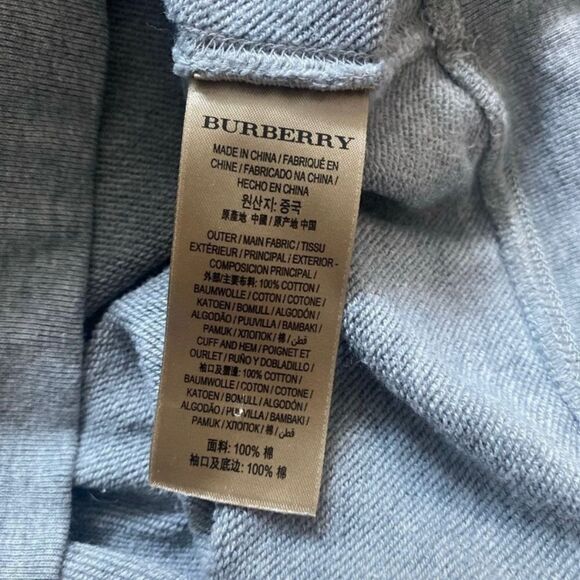 BURBERRY
MADE IN CHINA / FABRIQUÉ EN
CHINE / FABRICADO NA CHINA /
HECHO EN CHINA
원산지: 중국
原產地 中國 / 原产地 中国
OUTER / MAIN FABRIC / TISSU
EXTÉRIEUR / PRINCIPAL / EXTERIOR -
COMPOSICIÓN PRINCIPAL /
外部/主要布料/ 100% COTTON /
BAUMWOLLE / COTON / COTONE /
KATOEN / BOMULL / ALGODÓN /
ALGODÃO / PUUVILLA / BAMBAKI /
PAMUK / ХЛОПОК / 棉 / قطن /
CUFF AND HEM / POIGNET ET
OURLET / PUÑO Y DOBLADILLO /
袖口及邊 / 100% COTTON /
BAUMWOLLE / COTON / COTONE /
KATOEN / BOMULL / ALGODÓN /
ALGODÃO / PUUVILLA / BAMBAKI /
PAMUK / ХЛОПОК / 棉 / قطن /
面料: 100% 棉
袖口及底边: 100% 棉